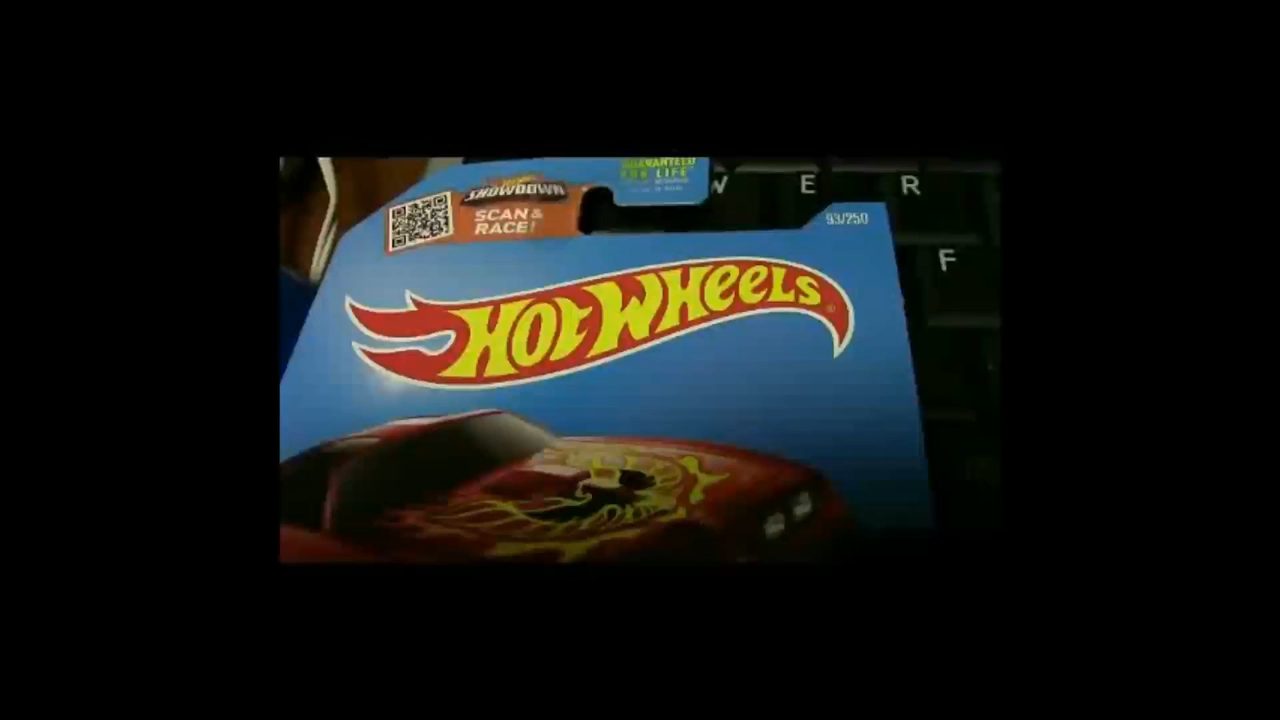 GUARANTEED
FOR LIFE
SHOWDOWN
SCAN &
RACE!
W E R
93/250
F
HOT WHEELS